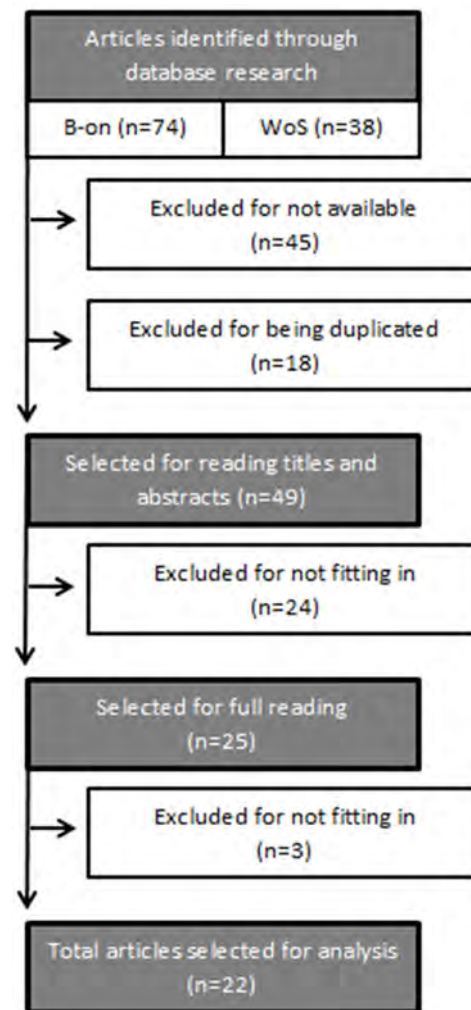 Articles identified through
database research
B-on (n=74) WoS (n=38)
Excluded for not available
(n=45)
Excluded for being duplicated
(n=18)
Selected for reading titles and
abstracts (n=49)
Excluded for not fitting in
(n=24)
Selected for full reading
(n=25)
Excluded for not fitting in
(n=3)
Total articles selected for analysis
(n=22)